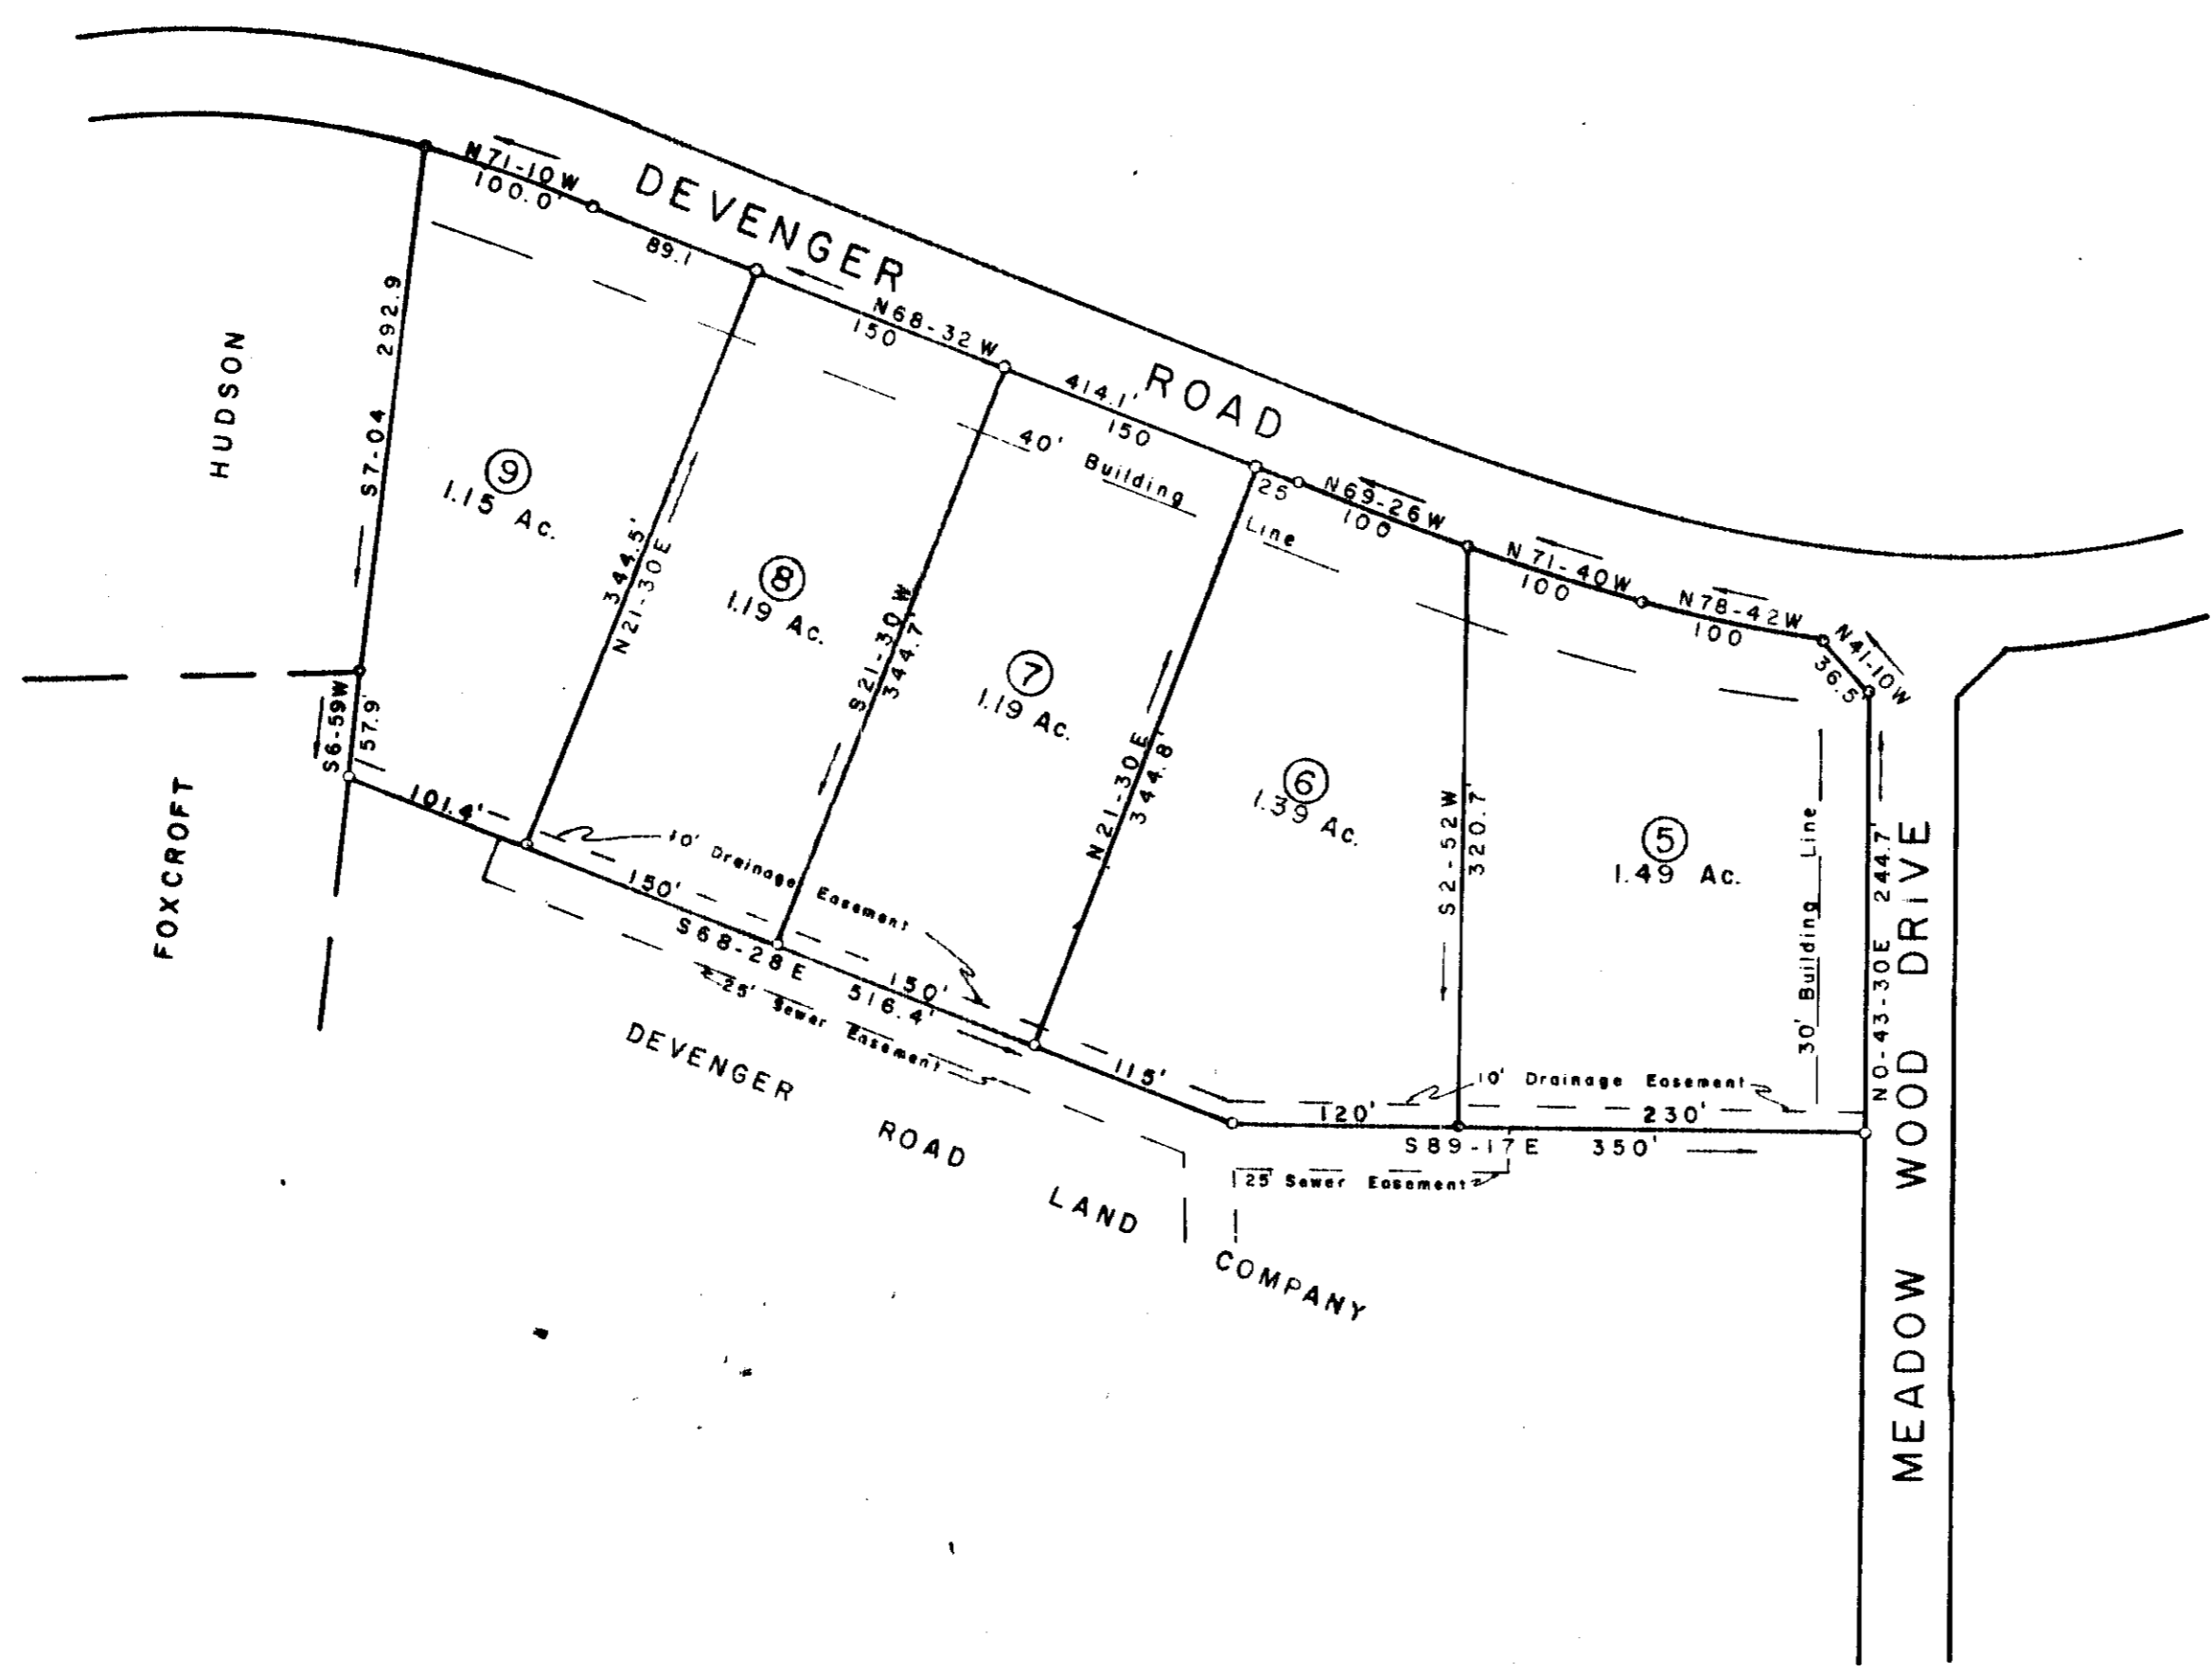 DEVENGER ROAD
N71-10W
100.0'
89.1
N68-32W
150
414.1'
150
25
N69-26W
100
N71-40W
100
N78-42W
100
N41-10W
36.5
HUDSON
S7-04 292.9
9
1.15 Ac.
344.5'
N21-30E
8
1.19 Ac.
S21-30W
344.7'
40' Building Line
7
1.19 Ac.
N21-30E
344.8'
6
1.39 Ac.
S2-52W
320.7'
5
1.49 Ac.
30' Building Line
N0-43-30E 244.7'
MEADOW WOOD DRIVE
S6-59W
57.9'
FOXCROFT
101.4'
10' Drainage Easement
150'
S68-28E
516.4'
150'
25' Sewer Easement
115'
10' Drainage Easement
120'
230'
S89-17E 350'
25' Sewer Easement
DEVENGER ROAD LAND COMPANY